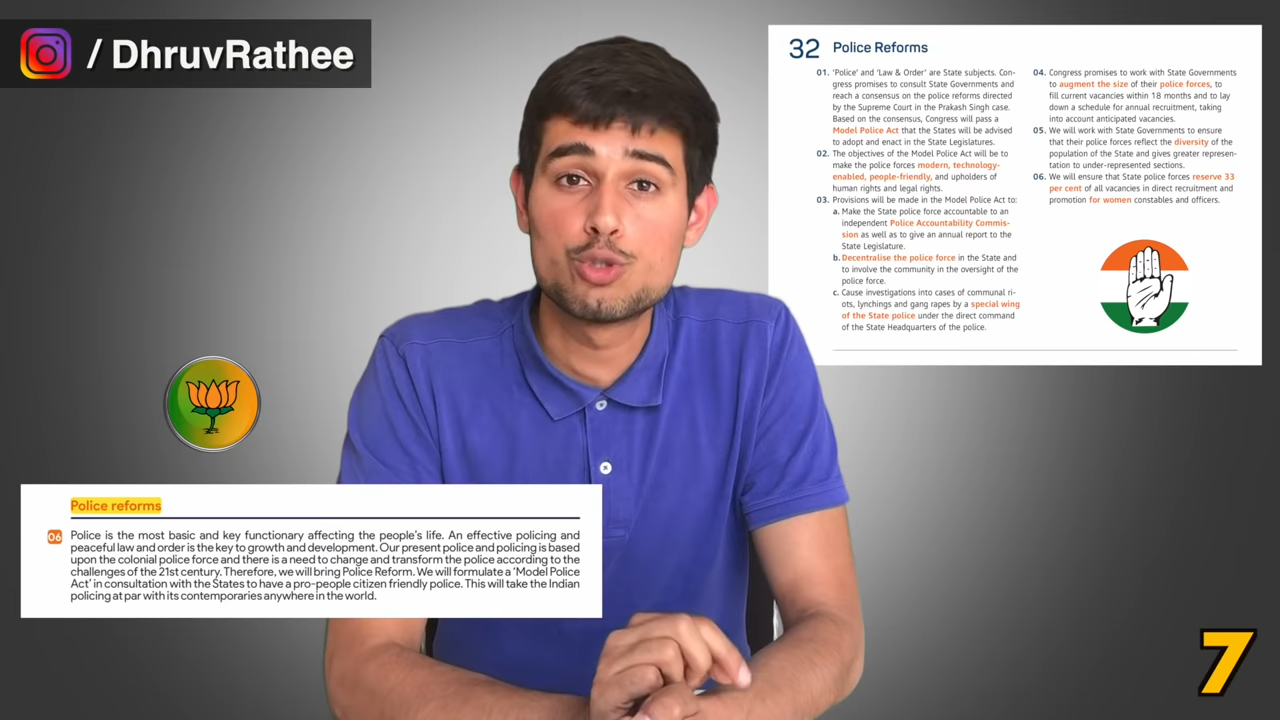 / DhruvRathee
32 Police Reforms
01. 'Police' and 'Law & Order' are State subjects. Con-
gress promises to consult State Governments and
reach a consensus on the police reforms directed
by the Supreme Court in the Prakash Singh case.
Based on the consensus, Congress will pass a
Model Police Act that the States will be advised
to adopt and enact in the State Legislatures.
02. The objectives of the Model Police Act will be to
make the police forces modern, technology-
enabled, people-friendly, and upholders of
human rights and legal rights.
03. Provisions will be made in the Model Police Act to:
a. Make the State police force accountable to an
independent Police Accountability Commis-
sion as well as to give an annual report to the
State Legislature.
b. Decentralise the police force in the State and
to involve the community in the oversight of the
police force.
c. Cause investigations into cases of communal ri-
ots, lynchings and gang rapes by a special wing
of the State police under the direct command
of the State Headquarters of the police.
04. Congress promises to work with State Governments
to augment the size of their police forces, to
fill current vacancies within 18 months and to lay
down a schedule for annual recruitment, taking
into account anticipated vacancies.
05. We will work with State Governments to ensure
that their police forces reflect the diversity of the
population of the State and gives greater represen-
tation to under-represented sections.
06. We will ensure that State police forces reserve 33
per cent of all vacancies in direct recruitment and
promotion for women constables and officers.
Police reforms
06 Police is the most basic and key functionary affecting the people's life. An effective policing and
peaceful law and order is the key to growth and development. Our present police and policing is based
upon the colonial police force and there is a need to change and transform the police according to the
challenges of the 21st century. Therefore, we will bring Police Reform. We will formulate a 'Model Police
Act' in consultation with the States to have a pro-people citizen friendly police. This will take the Indian
policing at par with its contemporaries anywhere in the world.
7